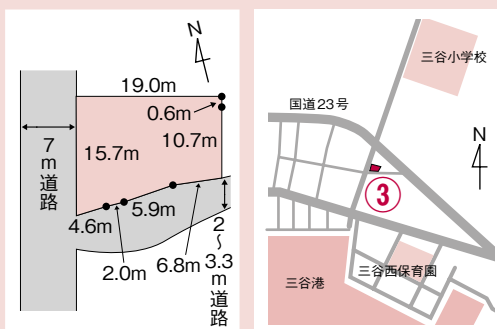 N
19.0m
0.6m
10.7m
15.7m
7m道路
4.6m
2.0m
5.9m
6.8m
2〜3.3m道路
三谷小学校
国道23号
N
③
三谷西保育園
三谷港